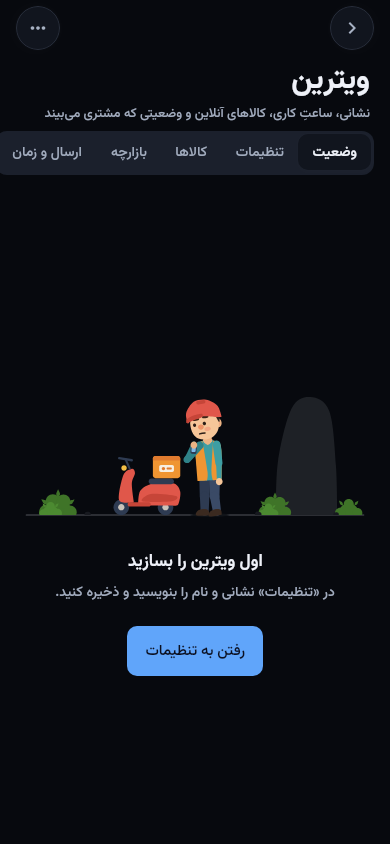 ویترین
نشانی، ساعتِ کاری، کالاهای آنلاین و وضعیتی که مشتری می‌بیند
وضعیت
تنظیمات
کالاها
بازارچه
ارسال و زمان
اول ویترین را بسازید
در «تنظیمات» نشانی و نام را بنویسید و ذخیره کنید.
رفتن به تنظیمات